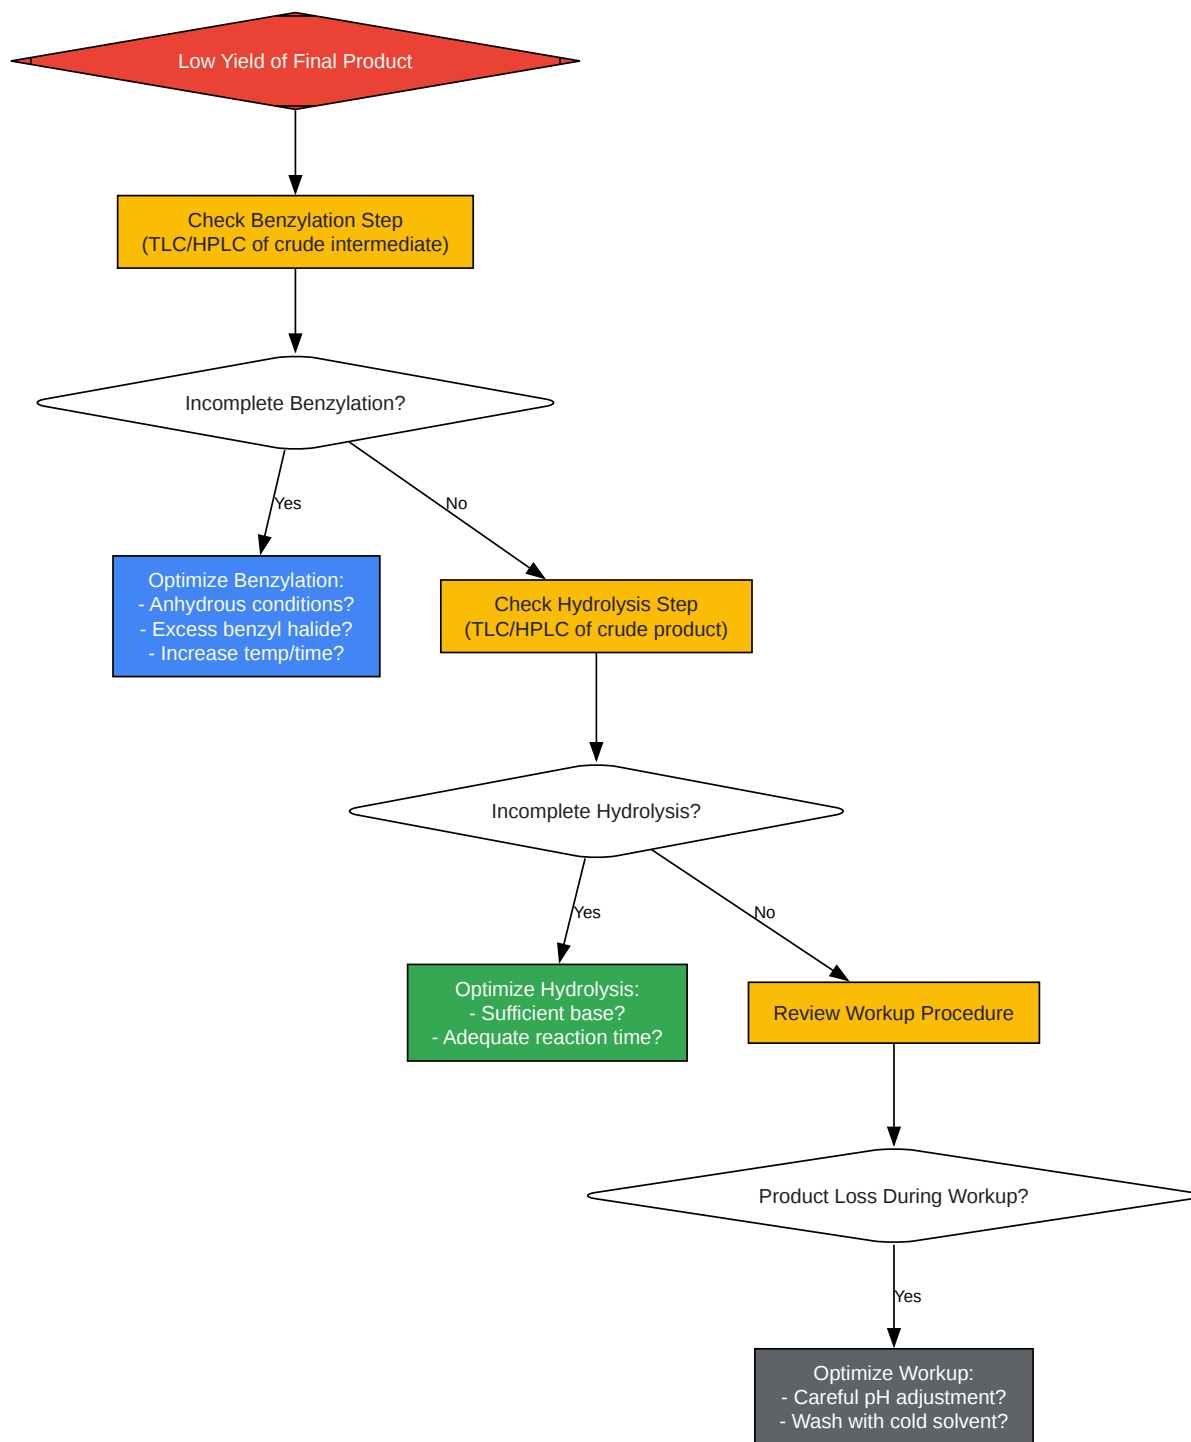 Low Yield of Final Product
Check Benzylation Step
(TLC/HPLC of crude intermediate)
Incomplete Benzylation?
Yes
No
Optimize Benzylation:
- Anhydrous conditions?
- Excess benzyl halide?
- Increase temp/time?
Check Hydrolysis Step
(TLC/HPLC of crude product)
Incomplete Hydrolysis?
Yes
No
Optimize Hydrolysis:
- Sufficient base?
- Adequate reaction time?
Review Workup Procedure
Product Loss During Workup?
Yes
Optimize Workup:
- Careful pH adjustment?
- Wash with cold solvent?